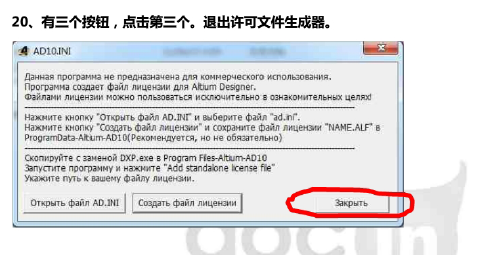 20、有三个按钮，点击第三个。退出许可文件生成器。
AD10.INI
Данная программа не предназначена для коммерческого использования.
Программа создает файл лицензии для Altium Designer.
Файлами лицензии можно пользоваться исключительно в ознакомительных целях!
Нажмите кнопку "Открыть файл AD.INI" и выберите файл "ad.ini".
Нажмите кнопку "Создать файл лицензии" и сохраните файл лицензии "NAME.ALF" в
ProgramData-Altium-AD10(Рекомендуется, но не обязательно)
Скопируйте с заменой DXP.exe в Program Files-Altium-AD10
Запустите программу и нажмите "Add standalone license file"
Укажите путь к вашему файлу лицензии.
Открыть файл AD.INI Создать файл лицензии Закрыть
docin